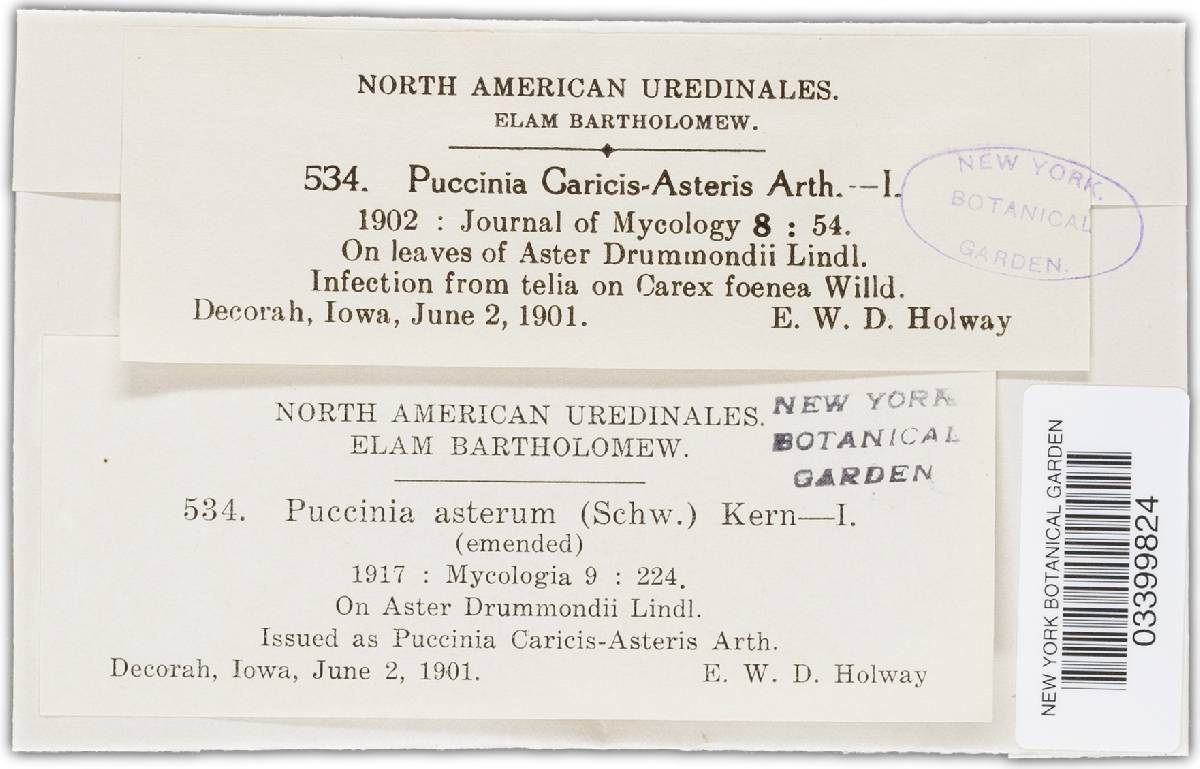 NORTH AMERICAN UREDINALES.
ELAM BARTHOLOMEW.
534. Puccinia Caricis-Asteris Arth.--I.
1902 : Journal of Mycology 8 : 54.
On leaves of Aster Drummondii Lindl.
Infection from telia on Carex foenea Willd.
Decorah, Iowa, June 2, 1901. E. W. D. Holway
NEW YORK.
BOTANICAL
GARDEN.
NORTH AMERICAN UREDINALES.
ELAM BARTHOLOMEW.
NEW YORK
BOTANICAL
GARDEN
534. Puccinia asterum (Schw.) Kern—I.
(emended)
1917 : Mycologia 9 : 224.
On Aster Drummondii Lindl.
Issued as Puccinia Caricis-Asteris Arth.
Decorah, Iowa, June 2, 1901. E. W. D. Holway
NEW YORK BOTANICAL GARDEN
03399824